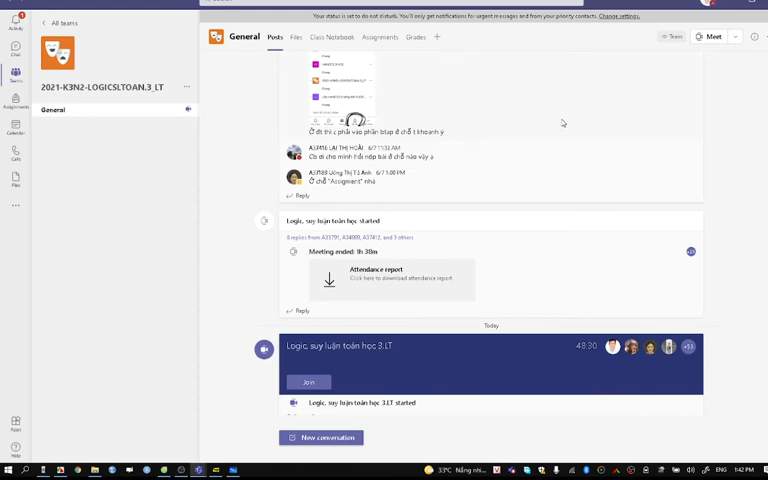 Your status is set to do not disturb. You'll only get notifications for urgent messages and from your priority contacts. Change settings.
All teams
General
Posts
Files
Class Notebook
Assignments
Grades
Team
Meet
Activity
Chat
Teams
Assignments
Calendar
Calls
Files
Apps
Help
2021-K3N2-LOGICSLTOAN.3_LT
General
Ở đt thì c phải vào phần btap ở chỗ t khoanh ý
A37416 LẠI THỊ HOÀI 6/7 11:32 AM
Cô ơi cho mình hỏi nộp bài ở chỗ nào vậy ạ
6/7 1:00 PM
Ở chỗ "Assigment" nhá
Reply
Logic, suy luận toán học started
Meeting ended: 1h 38m
Attendance report
Click here to download attendance report
Reply
Today
Logic, suy luận toán học 3.LT
48:30
+53
Join
Logic, suy luận toán học 3.LT started
New conversation
33°C Nắng nhi...
ENG
1:42 PM